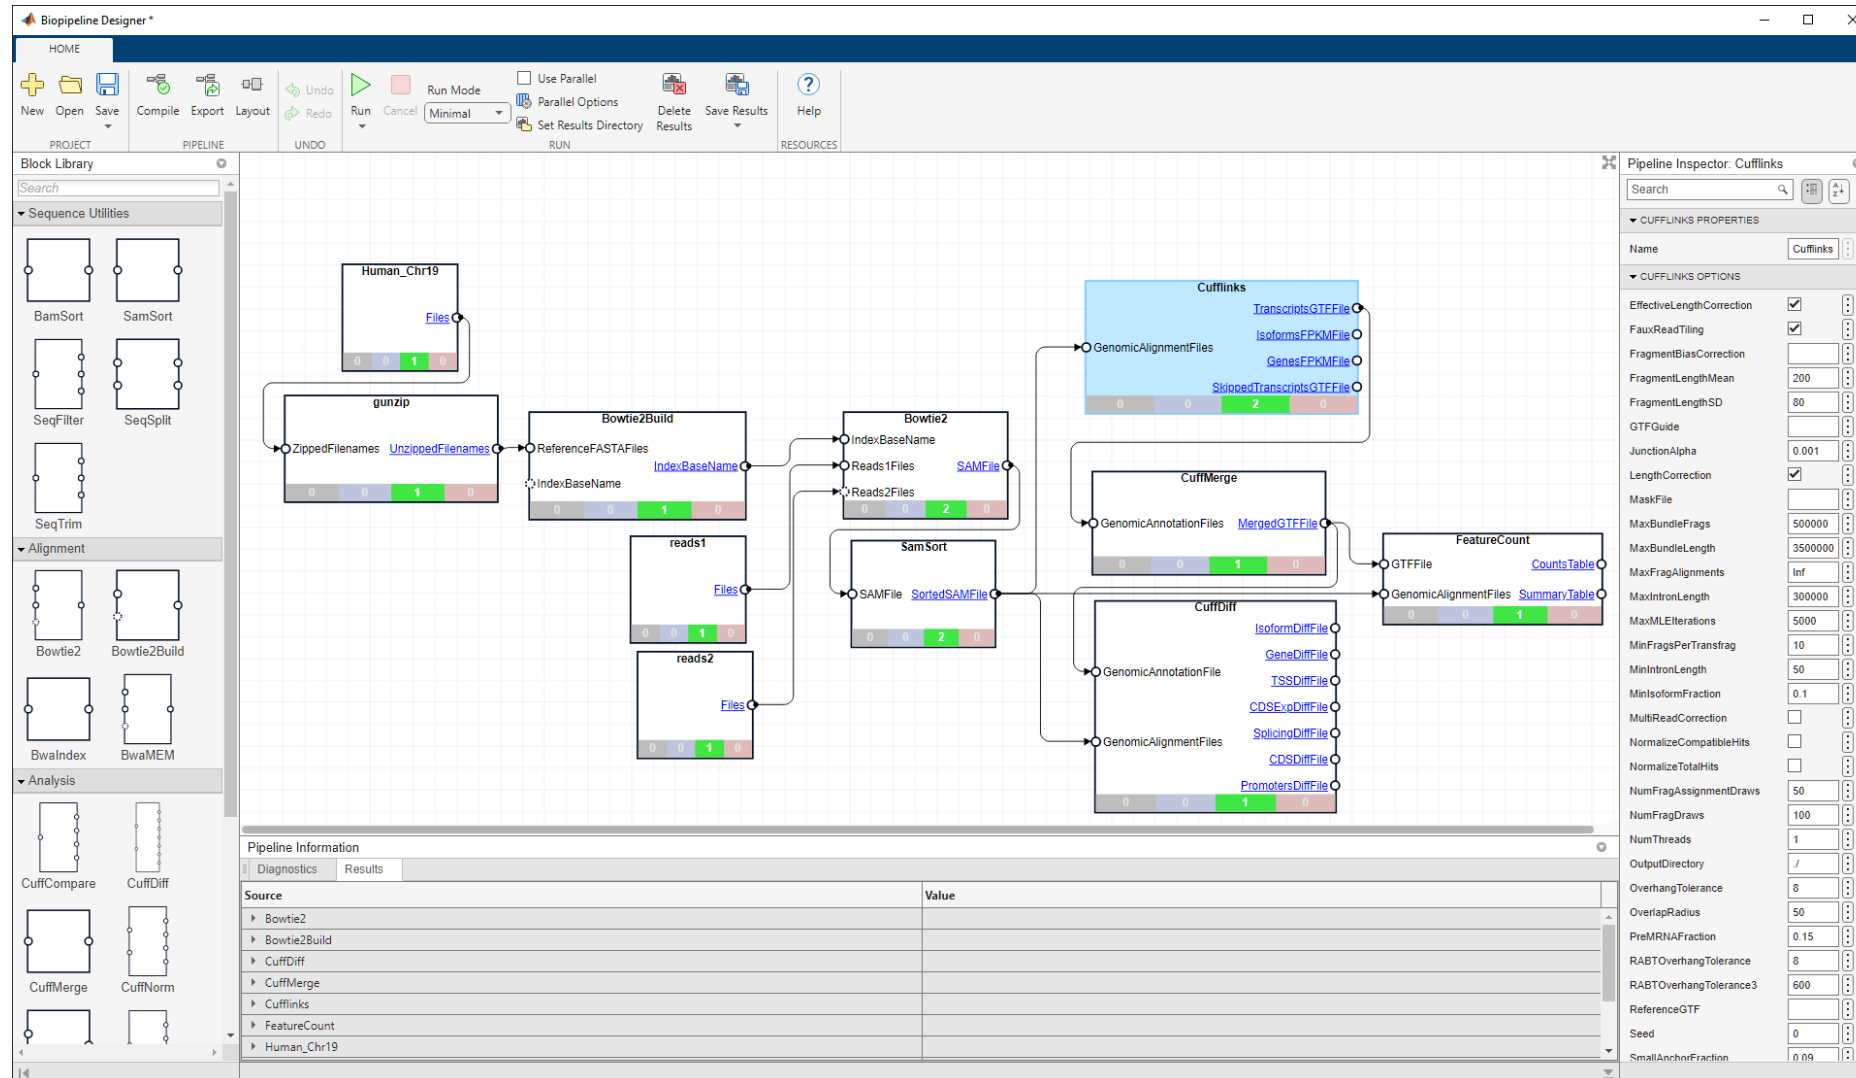 Biopipeline Designer *
HOME
New Open Save Compile Export Layout Undo Redo Run Cancel Run Mode Minimal
Use Parallel
Parallel Options
Set Results Directory
Delete Results Save Results Help
PROJECT PIPELINE UNDO RUN RESOURCES
Block Library
Search
Sequence Utilities
BamSort SamSort
SeqFilter SeqSplit
SeqTrim
Alignment
Bowtie2 Bowtie2Build
BwaIndex BwaMEM
Analysis
CuffCompare CuffDiff
CuffMerge CuffNorm
Human_Chr19
Files
0 0 1 0
gunzip
ZippedFilenames UnzippedFilenames
0 0 1 0
Bowtie2Build
ReferenceFASTAFiles
IndexBaseName
IndexBaseName
0 0 1 0
reads1
Files
0 0 1 0
reads2
Files
0 0 1 0
Bowtie2
IndexBaseName
Reads1Files SAMFile
Reads2Files
0 0 2 0
SamSort
SAMFile SortedSAMFile
0 0 2 0
Cufflinks
TranscriptsGTFFile
IsoformsFPKMFile
GenomicAlignmentFiles
GenesFPKMFile
SkippedTranscriptsGTFFile
0 0 2 0
CuffMerge
GenomicAnnotationFiles MergedGTFFile
0 0 1 0
CuffDiff
IsoformDiffFile
GeneDiffFile
GenomicAnnotationFile
TSSDiffFile
CDSExpDiffFile
SplicingDiffFile
GenomicAlignmentFiles
CDSDiffFile
PromotersDiffFile
0 0 1 0
FeatureCount
GTFFile CountsTable
GenomicAlignmentFiles SummaryTable
0 0 1 0
Pipeline Information
Diagnostics Results
Source Value
Bowtie2
Bowtie2Build
CuffDiff
CuffMerge
Cufflinks
FeatureCount
Human_Chr19
Pipeline Inspector: Cufflinks
Search
CUFFLINKS PROPERTIES
Name Cufflinks
CUFFLINKS OPTIONS
EffectiveLengthCorrection
FauxReadTiling
FragmentBiasCorrection
FragmentLengthMean 200
FragmentLengthSD 80
GTFGuide
JunctionAlpha 0.001
LengthCorrection
MaskFile
MaxBundleFrags 500000
MaxBundleLength 3500000
MaxFragAlignments Inf
MaxIntronLength 300000
MaxMLEIterations 5000
MinFragsPerTransfrag 10
MinIntronLength 50
MinIsoformFraction 0.1
MultiReadCorrection
NormalizeCompatibleHits
NormalizeTotalHits
NumFragAssignmentDraws 50
NumFragDraws 100
NumThreads 1
OutputDirectory ./
OverhangTolerance 8
OverlapRadius 50
PreMRNAFraction 0.15
RABTOverhangTolerance 8
RABTOverhangTolerance3 600
ReferenceGTF
Seed 0
SmallAnchorFraction 0.09